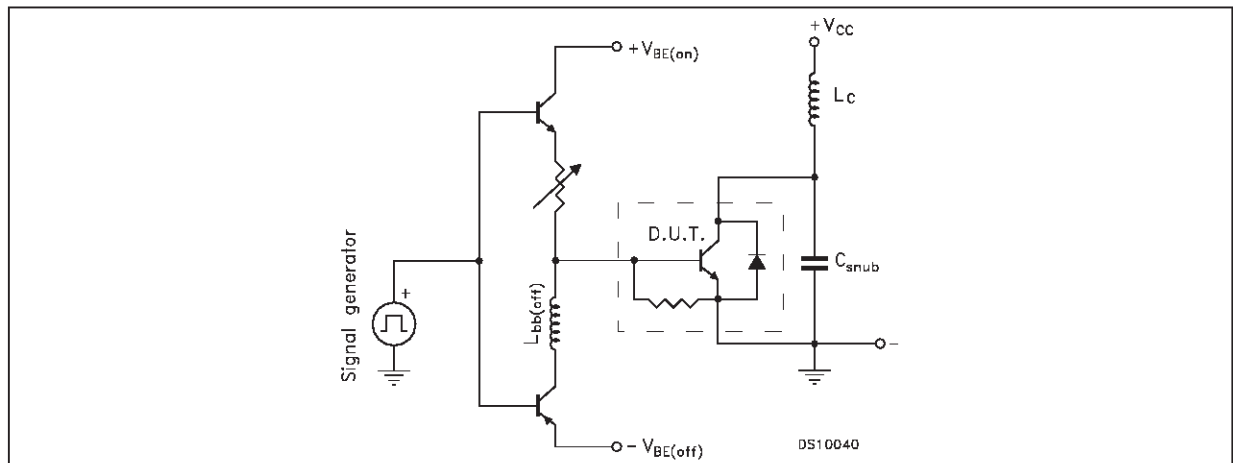 +VCC
+VBE(on)
Lc
D.U.T.
Csnub
Signal generator
+
Lbb(off)
-
- VBE(off)
DS10040